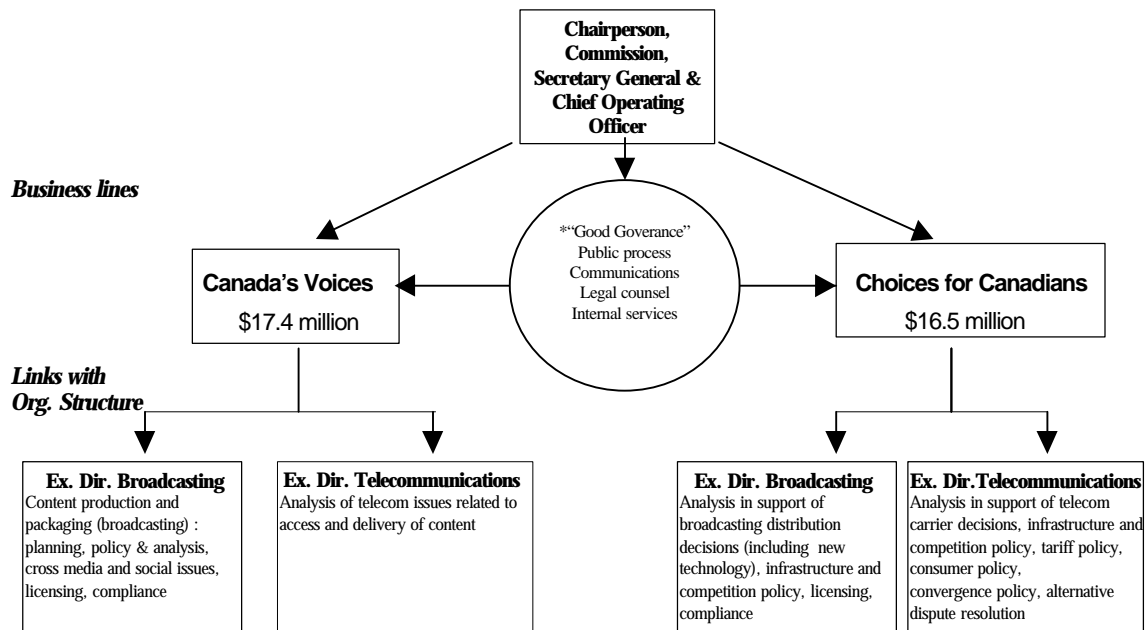 Chairperson,
Commission,
Secretary General &
Chief Operating
Officer
Business lines
*“Good Goverance”
Public process
Communications
Legal counsel
Internal services
Canada’s Voices
$17.4 million
Choices for Canadians
$16.5 million
Links with
Org. Structure
Ex. Dir. Broadcasting
Content production and
packaging (broadcasting) :
planning, policy & analysis,
cross media and social issues,
licensing, compliance
Ex. Dir. Telecommunications
Analysis of telecom issues related to
access and delivery of content
Ex. Dir. Broadcasting
Analysis in support of
broadcasting distribution
decisions (including new
technology), infrastructure and
competition policy, licensing,
compliance
Ex. Dir.Telecommunications
Analysis in support of telecom
carrier decisions, infrastructure and
competition policy, tariff policy,
consumer policy,
convergence policy, alternative
dispute resolution